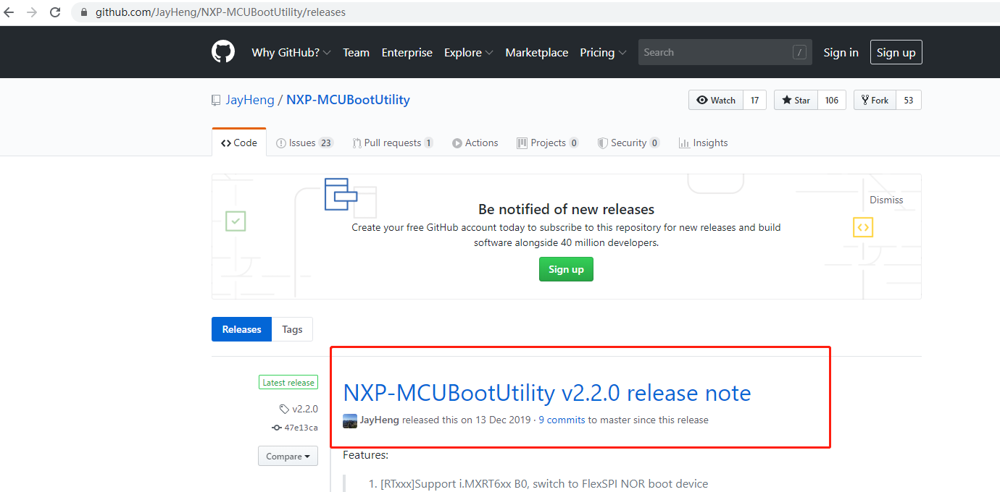 github.com/JayHeng/NXP-MCUBootUtility/releases
Why GitHub? Team Enterprise Explore Marketplace Pricing Search / Sign in Sign up
JayHeng / NXP-MCUBootUtility Watch 17 Star 106 Fork 53
Code Issues 23 Pull requests 1 Actions Projects 0 Security 0 Insights
Dismiss
Be notified of new releases
Create your free GitHub account today to subscribe to this repository for new releases and build
software alongside 40 million developers.
Sign up
Releases Tags
Latest release
v2.2.0
47e13ca
Compare
NXP-MCUBootUtility v2.2.0 release note
JayHeng released this on 13 Dec 2019 · 9 commits to master since this release
Features:
1. [RTxxx]Support i.MXRT6xx B0, switch to FlexSPI NOR boot device